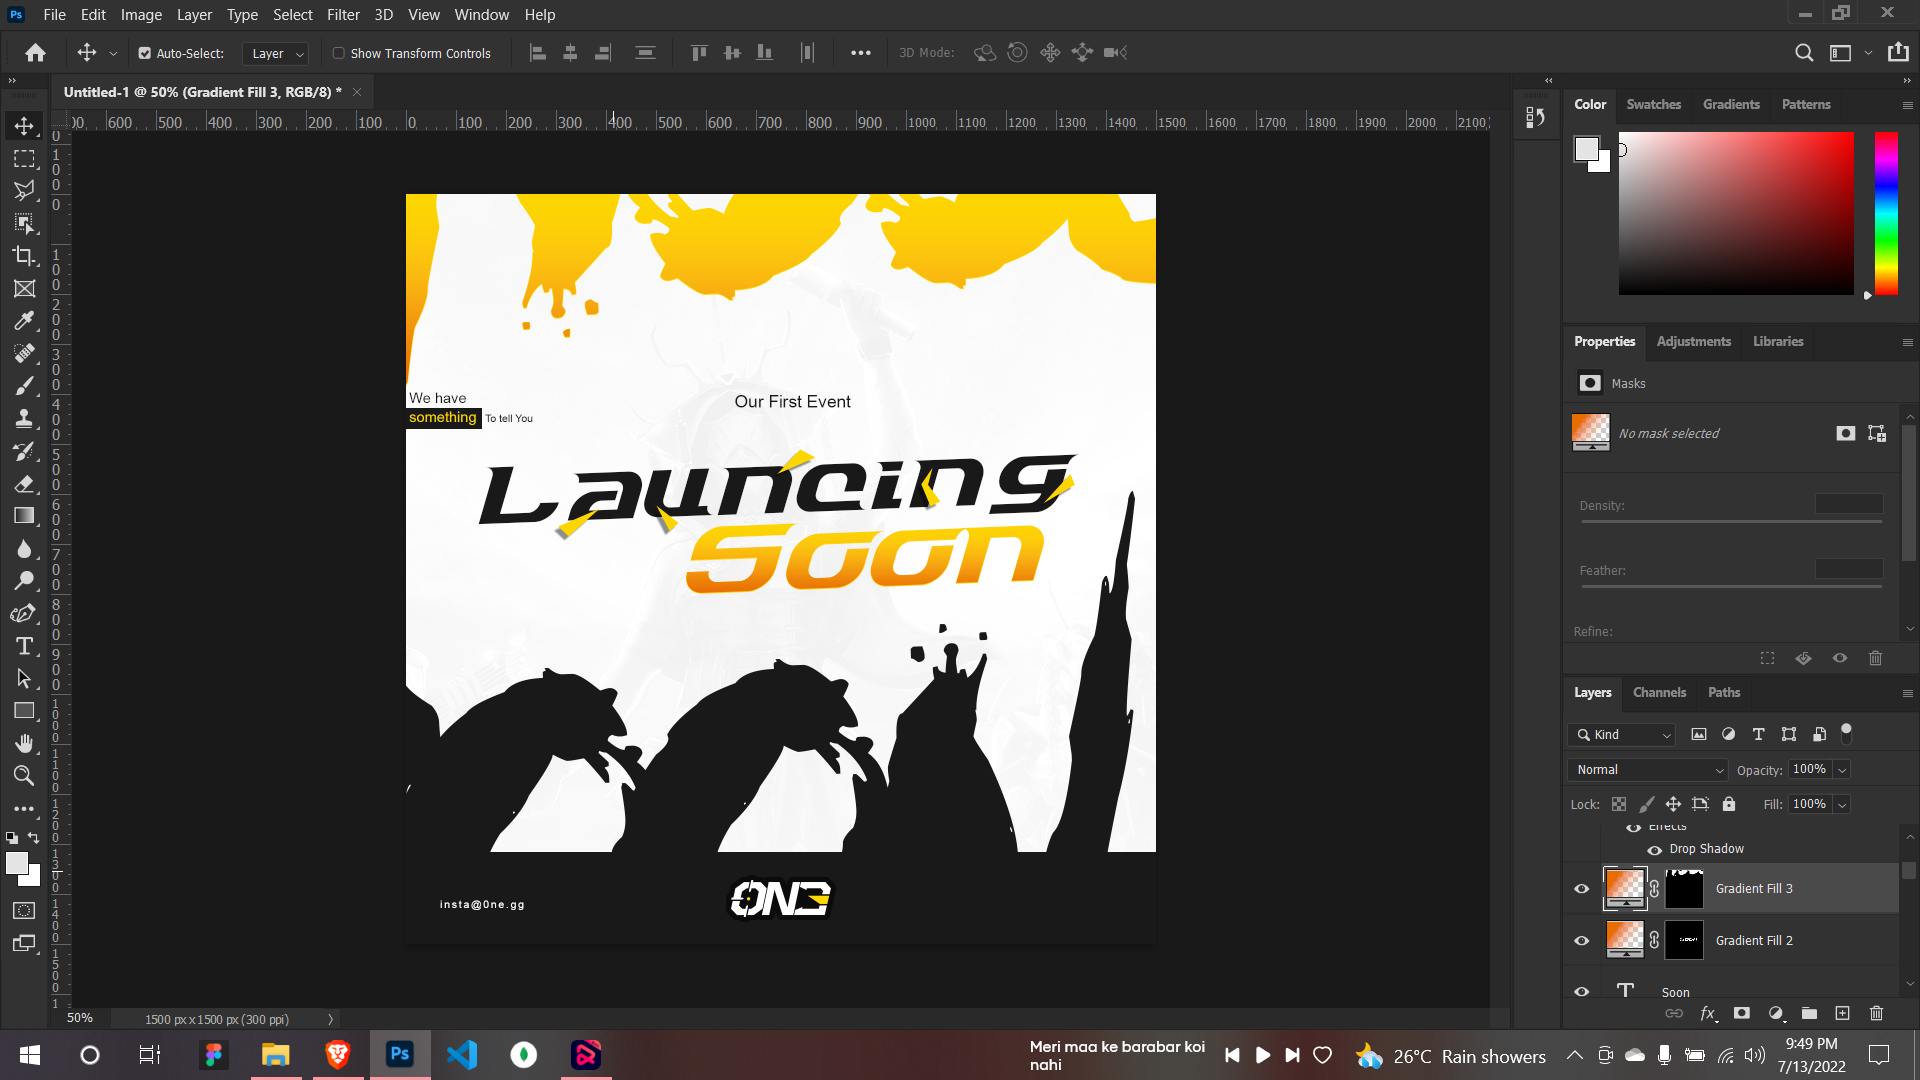 File Edit Image Layer Type Select Filter 3D View Window Help
Auto-Select: Layer Show Transform Controls 3D Mode:
Untitled-1 @ 50% (Gradient Fill 3, RGB/8) *
600 500 400 300 200 100 0 100 200 300 400 500 600 700 800 900 1000 1100 1200 1300 1400 1500 1600 1700 1800 1900 2000 2100
We have
something To tell You
Our First Event
Launcing
Soon
insta@0ne.gg
0NE
50% 1500 px x 1500 px (300 ppi)
Color Swatches Gradients Patterns
Properties Adjustments Libraries
Masks
No mask selected
Density:
Feather:
Refine:
Layers Channels Paths
Kind
Normal Opacity: 100%
Lock: Fill: 100%
Effects
Drop Shadow
Gradient Fill 3
Gradient Fill 2
T Soon
fx
Ps
Meri maa ke barabar koi
nahi
26°C Rain showers
9:49 PM
7/13/2022